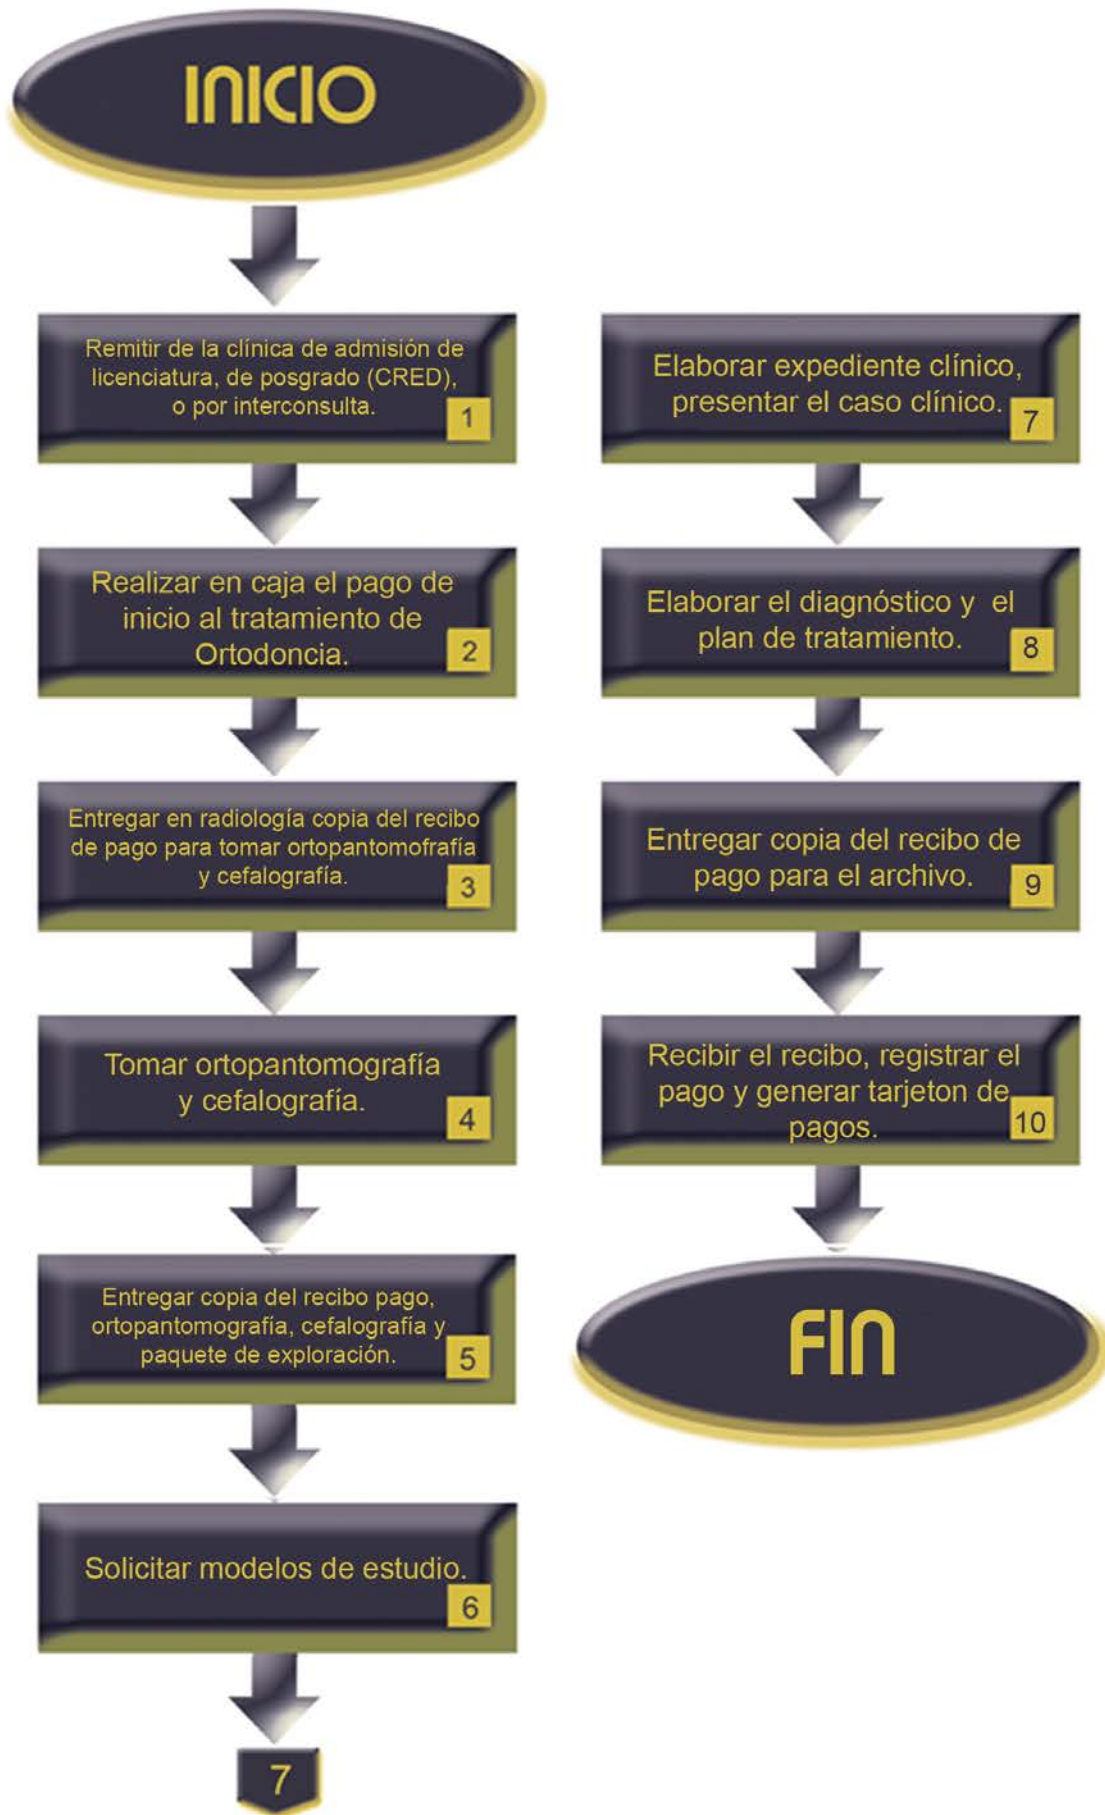 INICIO
Remitir de la clínica de admisión de
licenciatura, de posgrado (CRED),
o por interconsulta.
1
Realizar en caja el pago de
inicio al tratamiento de
Ortodoncia.
2
Entregar en radiología copia del recibo
de pago para tomar ortopantomofrafía
y cefalografía.
3
Tomar ortopantomografía
y cefalografía.
4
Entregar copia del recibo pago,
ortopantomografía, cefalografía y
paquete de exploración.
5
Solicitar modelos de estudio.
6
7
Elaborar expediente clínico,
presentar el caso clínico.
7
Elaborar el diagnóstico y el
plan de tratamiento.
8
Entregar copia del recibo de
pago para el archivo.
9
Recibir el recibo, registrar el
pago y generar tarjeton de
pagos.
10
FIN